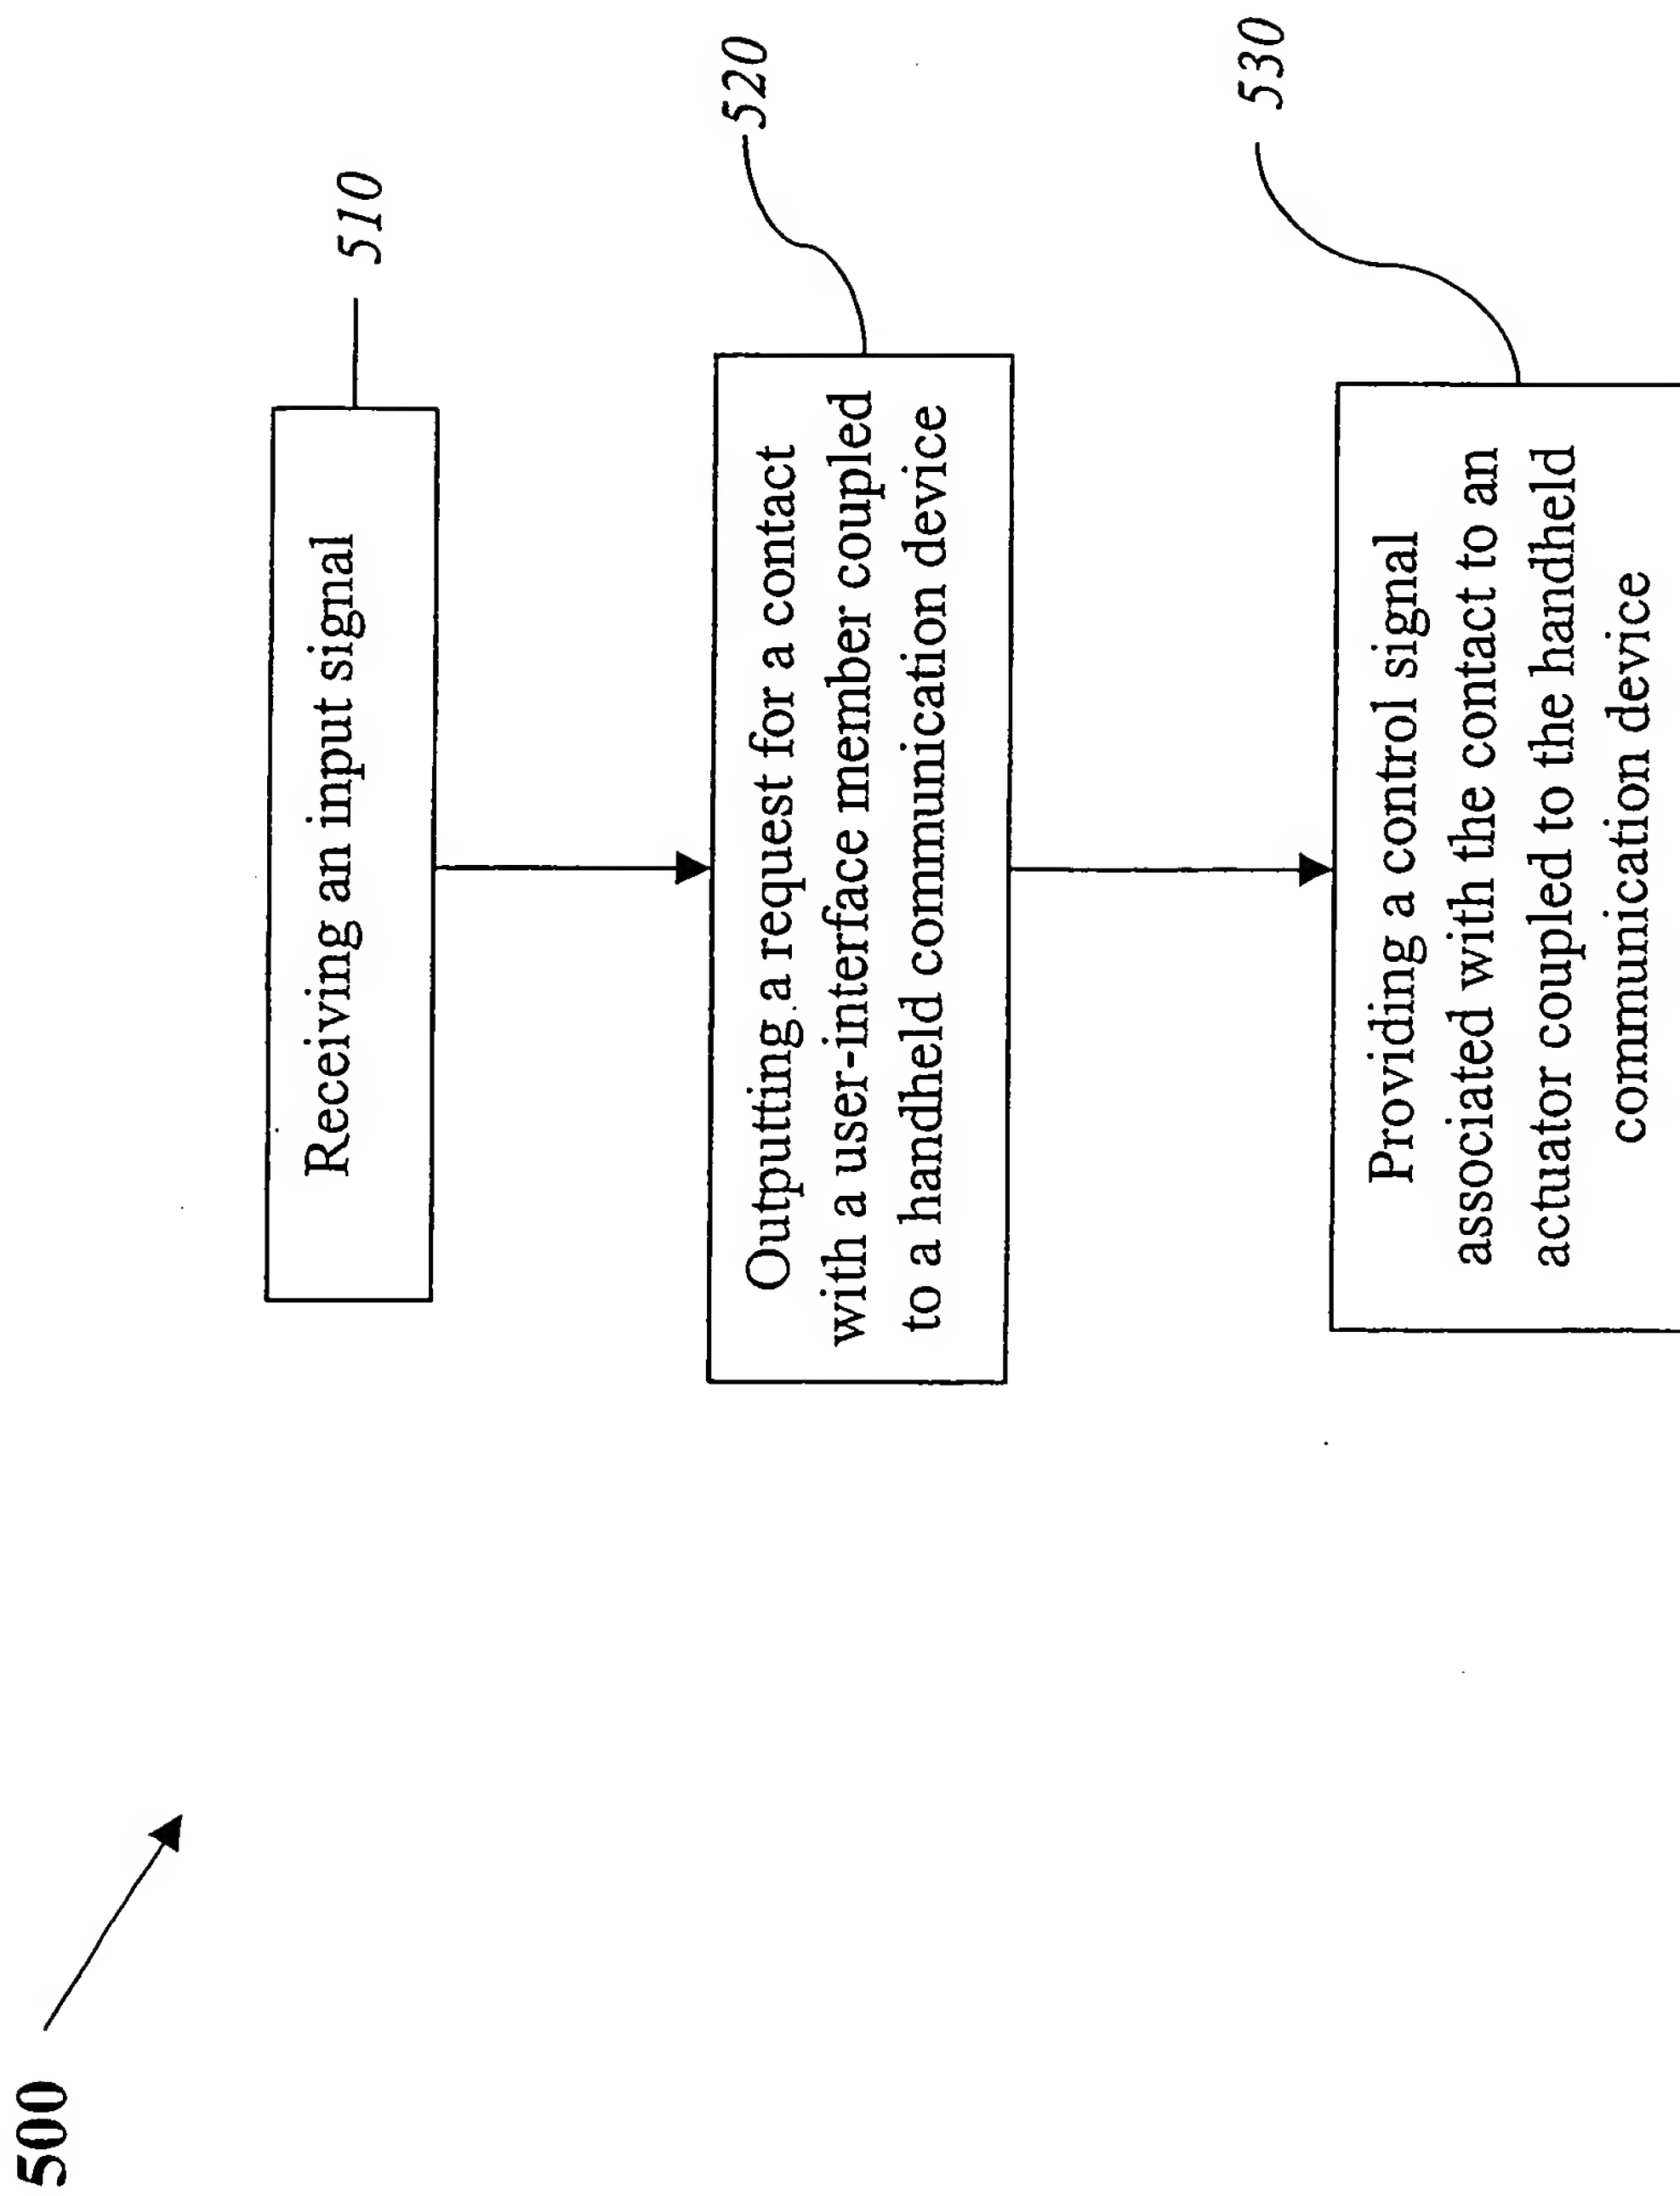 500
Receiving an input signal
510
Outputting a request for a contact
with a user-interface member coupled
to a handheld communication device
520
Providing a control signal
associated with the contact to an
actuator coupled to the handheld
communication device
530